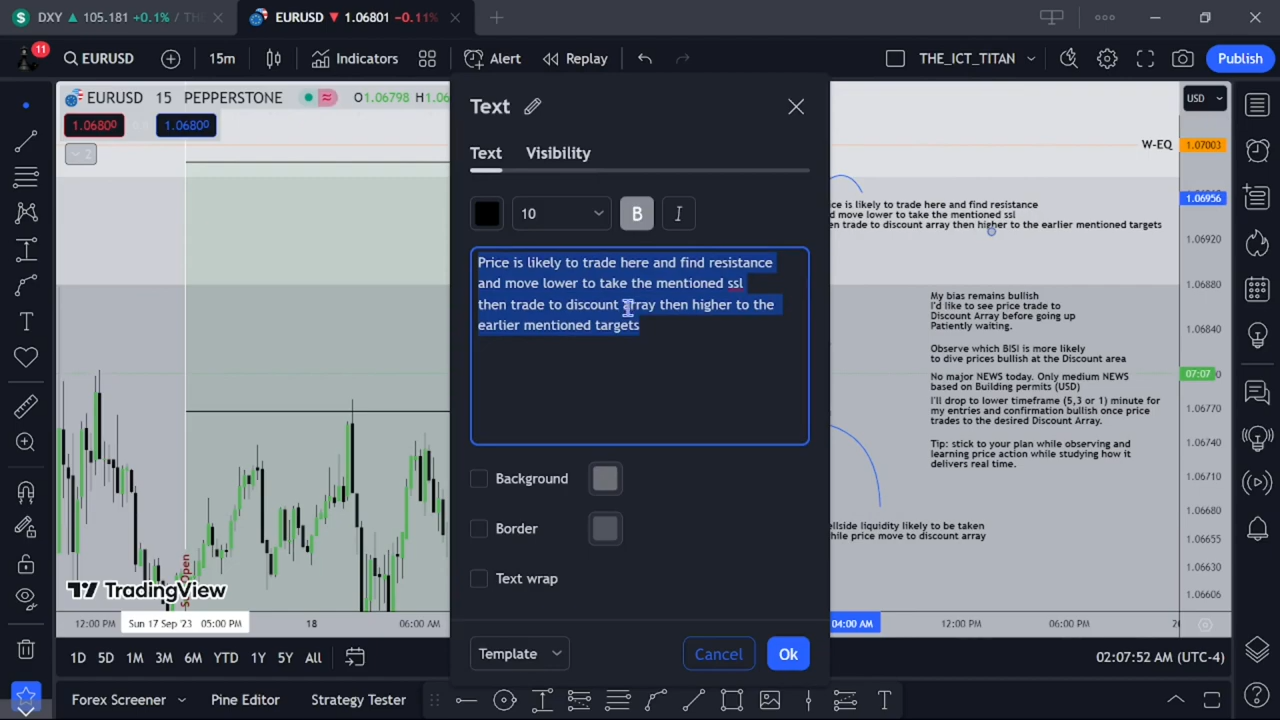 DXY ▲ 105.181 +0.1% / THE
EURUSD ▼ 1.06801 −0.11%
11
EURUSD
15m
Indicators
Alert
Replay
THE_ICT_TITAN
Publish
EURUSD 15 PEPPERSTONE
O1.06798 H1.06
1.06800
1.06800
2
Text
Text Visibility
10
B
I
Price is likely to trade here and find resistance
and move lower to take the mentioned ssl
then trade to discount array then higher to the
earlier mentioned targets
Background
Border
Text wrap
Template
Cancel
Ok
USD
W-EQ
1.07003
1.06956
1.06920
1.06880
1.06840
07:07
1.06770
1.06740
1.06710
1.06680
1.06655
1.06630
1.06606
ce is likely to trade here and find resistance
d move lower to take the mentioned ssl
en trade to discount array then higher to the earlier mentioned targets
My bias remains bullish
I'd like to see price trade to
Discount Array before going up
Patiently waiting.
Observe which BISI is more likely
to dive prices bullish at the Discount area
No major NEWS today. Only medium NEWS
based on Building permits (USD)
I'll drop to lower timeframe (5,3 or 1) minute for
my entries and confirmation bullish once price
trades to the desired Discount Array.
Tip: stick to your plan while observing and
learning price action while studying how it
delivers real time.
llside liquidity likely to be taken
hile price move to discount array
Open
TradingView
12:00 PM
Sun 17 Sep '23 05:00 PM
18
06:00 AM
04:00 AM
12:00 PM
06:00 PM
1D 5D 1M 3M 6M YTD 1Y 5Y All
02:07:52 AM (UTC-4)
Forex Screener
Pine Editor
Strategy Tester